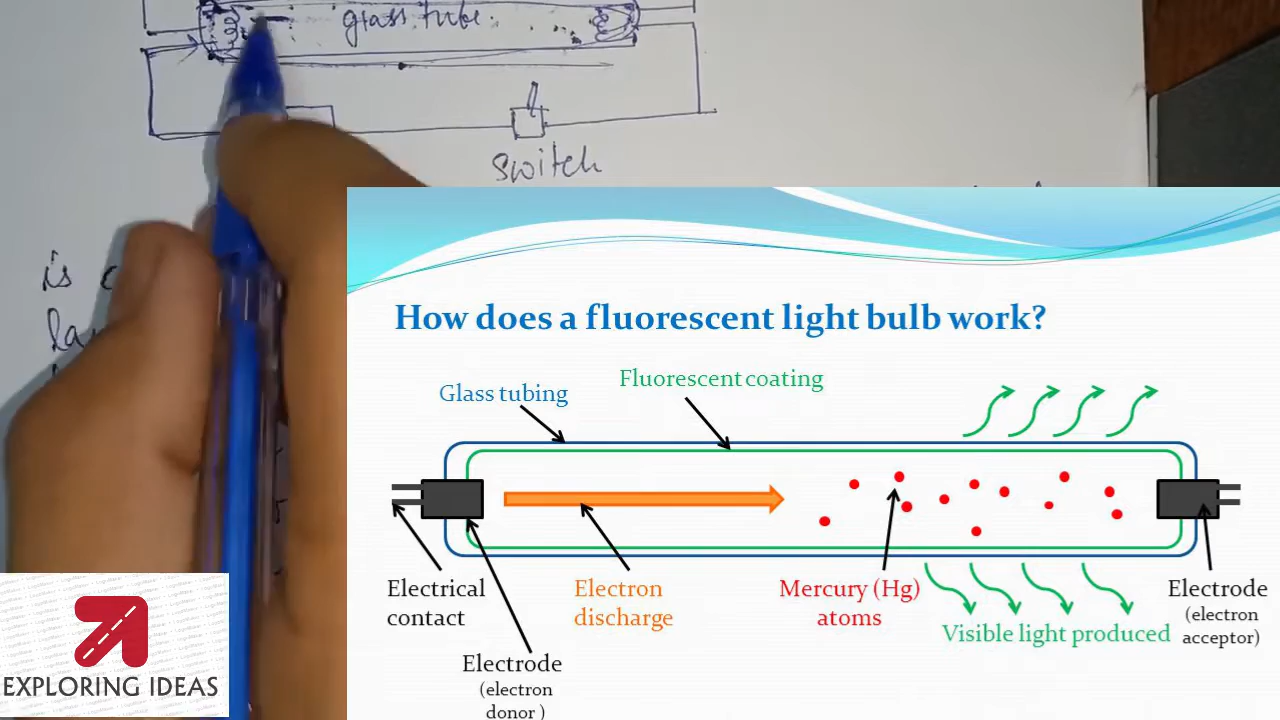 glass tube.
switch
is
How does a fluorescent light bulb work?
Glass tubing
Fluorescent coating
Electrical
contact
Electron
discharge
Mercury (Hg)
atoms
Visible light produced
Electrode
(electron
acceptor)
Electrode
(electron
donor )
EXPLORING IDEAS